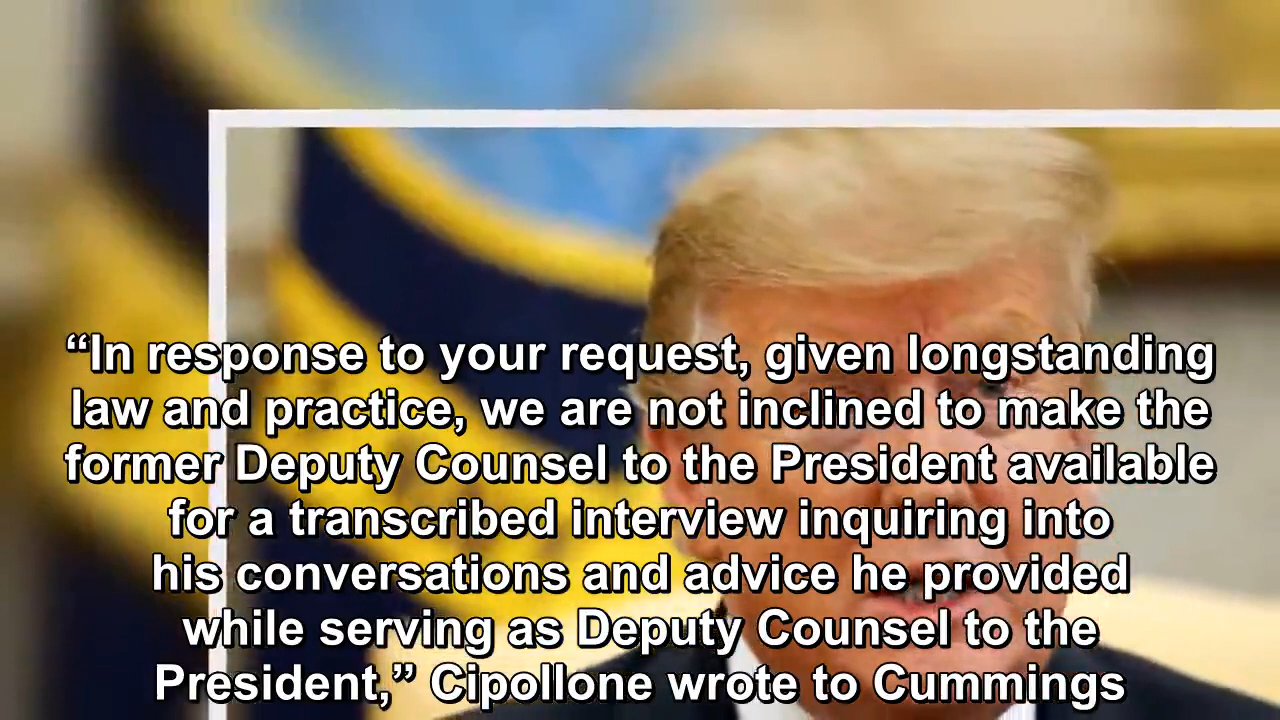 “In response to your request, given longstanding
law and practice, we are not inclined to make the
former Deputy Counsel to the President available
for a transcribed interview inquiring into
his conversations and advice he provided
while serving as Deputy Counsel to the
President,” Cipollone wrote to Cummings